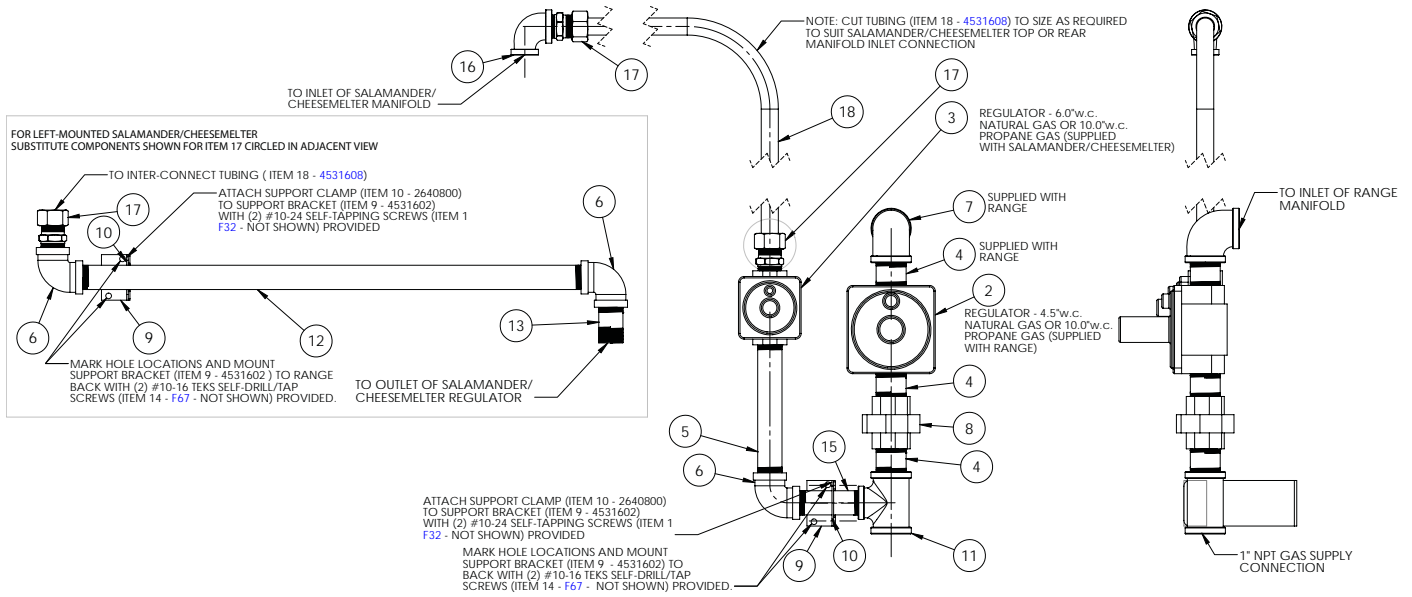 NOTE: CUT TUBING (ITEM 18 - 4531608) TO SIZE AS REQUIRED
TO SUIT SALAMANDER/CHEESEMELTER TOP OR REAR
MANIFOLD INLET CONNECTION
16
17
17
TO INLET OF SALAMANDER/
CHEESEMELTER MANIFOLD
18
3
REGULATOR - 6.0"w.c.
NATURAL GAS OR 10.0"w.c.
PROPANE GAS (SUPPLIED
WITH SALAMANDER/CHEESEMELTER)
FOR LEFT-MOUNTED SALAMANDER/CHEESEMELTER
SUBSTITUTE COMPONENTS SHOWN FOR ITEM 17 CIRCLED IN ADJACENT VIEW
TO INTER-CONNECT TUBING ( ITEM 18 - 4531608)
ATTACH SUPPORT CLAMP (ITEM 10 - 2640800)
TO SUPPORT BRACKET (ITEM 9 - 4531602)
WITH (2) #10-24 SELF-TAPPING SCREWS (ITEM 1
F32 - NOT SHOWN) PROVIDED
17
10
6
6
9
12
13
MARK HOLE LOCATIONS AND MOUNT
SUPPORT BRACKET (ITEM 9 - 4531602 ) TO RANGE
BACK WITH (2) #10-16 TEKS SELF-DRILL/TAP
SCREWS (ITEM 14 - F67 - NOT SHOWN) PROVIDED.
TO OUTLET OF SALAMANDER/
CHEESEMELTER REGULATOR
7
SUPPLIED WITH
RANGE
4
SUPPLIED WITH
RANGE
2
REGULATOR - 4.5"w.c.
NATURAL GAS OR 10.0"w.c.
PROPANE GAS (SUPPLIED
WITH RANGE)
TO INLET OF RANGE
MANIFOLD
4
8
4
5
6
15
ATTACH SUPPORT CLAMP (ITEM 10 - 2640800)
TO SUPPORT BRACKET (ITEM 9 - 4531602)
WITH (2) #10-24 SELF-TAPPING SCREWS (ITEM 1
F32 - NOT SHOWN) PROVIDED
9
10
11
MARK HOLE LOCATIONS AND MOUNT
SUPPORT BRACKET (ITEM 9 - 4531602) TO
BACK WITH (2) #10-16 TEKS SELF-DRILL/TAP
SCREWS (ITEM 14 - F67 - NOT SHOWN) PROVIDED.
1" NPT GAS SUPPLY
CONNECTION